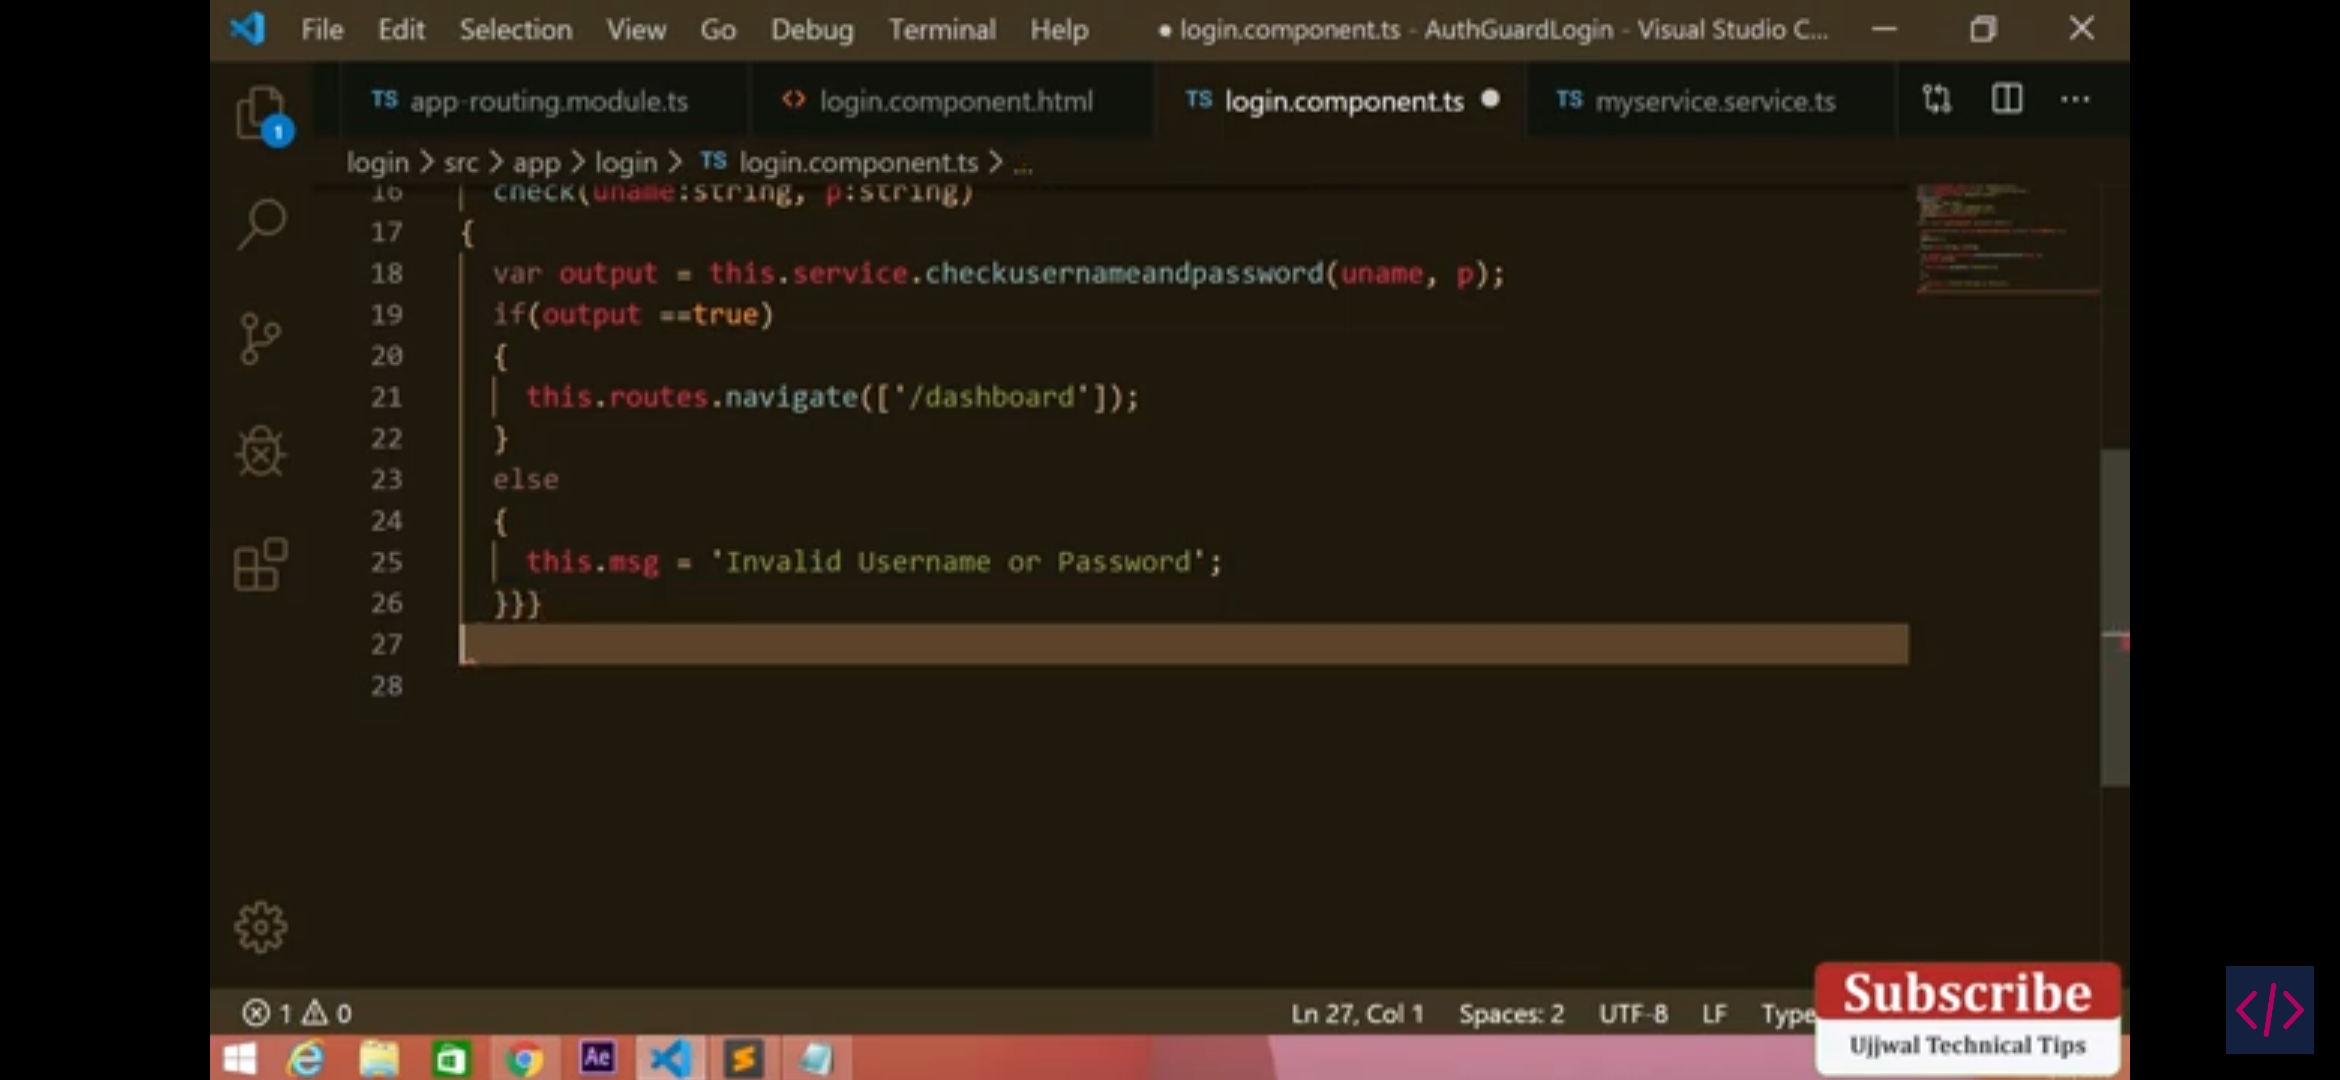 File Edit Selection View Go Debug Terminal Help ● login.component.ts - AuthGuardLogin - Visual Studio C...
TS app-routing.module.ts <> login.component.html TS login.component.ts ● TS myservice.service.ts ...
1
login > src > app > login > TS login.component.ts > ...
16 check(uname:string, p:string)
17 {
18 var output = this.service.checkusernameandpassword(uname, p);
19 if(output ==true)
20 {
21 this.routes.navigate(['/dashboard']);
22 }
23 else
24 {
25 this.msg = 'Invalid Username or Password';
26 }}}
27
28
1 0 Ln 27, Col 1 Spaces: 2 UTF-8 LF Type
Subscribe
Ujjwal Technical Tips
Ae
</>